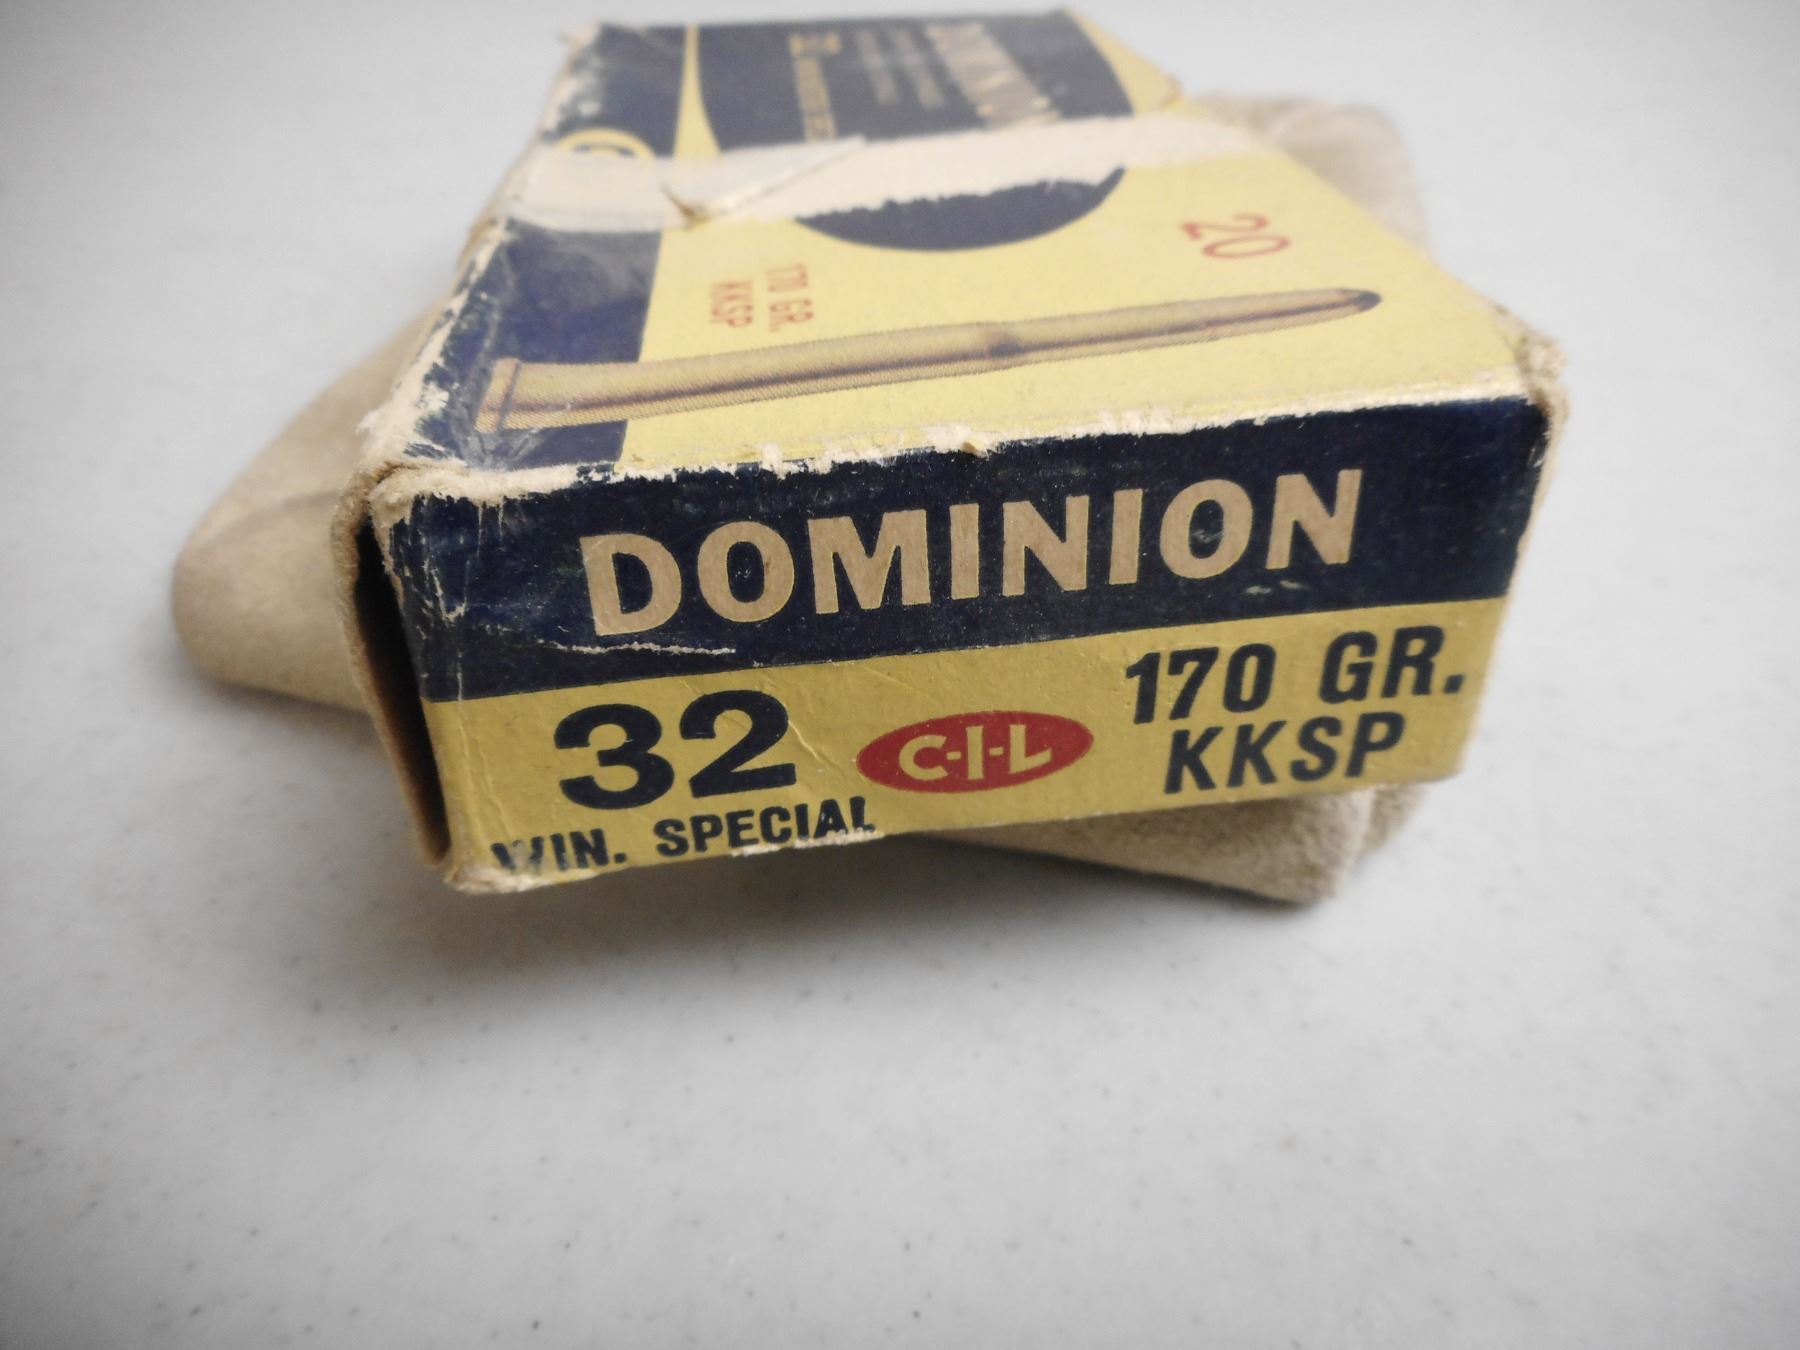 20
170 GR.
KKSP
DOMINION
32
WIN. SPECIAL
C-I-L
170 GR.
KKSP